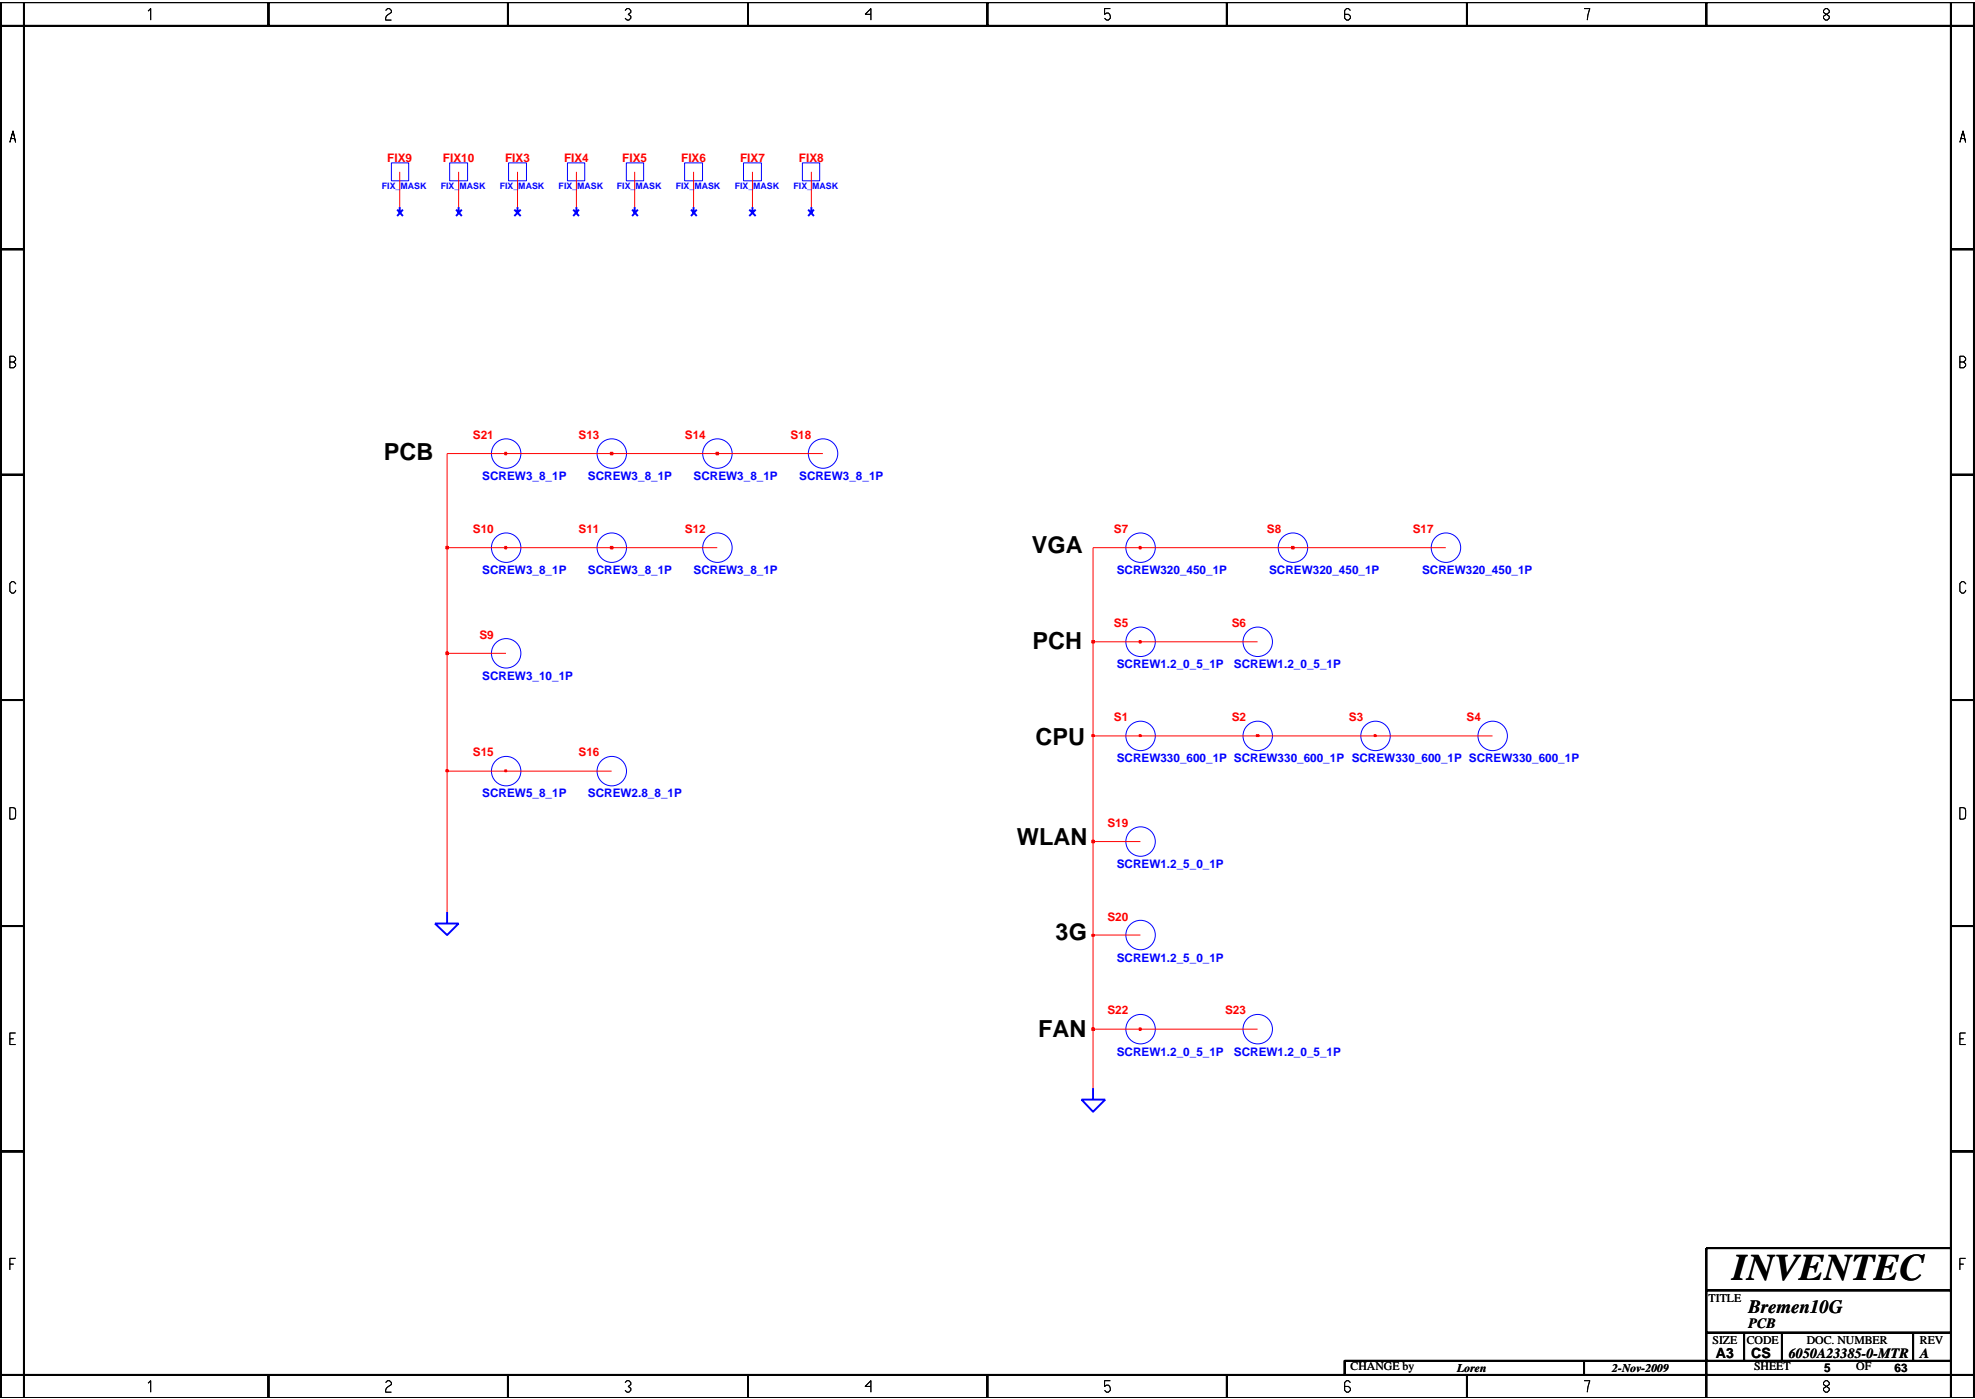 1 2 3 4 5 6 7 8
A A
FIX9 FIX10 FIX3 FIX4 FIX5 FIX6 FIX7 FIX8
FIX_MASK FIX_MASK FIX_MASK FIX_MASK FIX_MASK FIX_MASK FIX_MASK FIX_MASK
B B
PCB S21 S13 S14 S18
SCREW3_8_1P SCREW3_8_1P SCREW3_8_1P SCREW3_8_1P
S10 S11 S12
SCREW3_8_1P SCREW3_8_1P SCREW3_8_1P
S9
SCREW3_10_1P
S15 S16
SCREW5_8_1P SCREW2.8_8_1P
VGA S7 S8 S17
SCREW320_450_1P SCREW320_450_1P SCREW320_450_1P
C C
PCH S5 S6
SCREW1.2_0_5_1P SCREW1.2_0_5_1P
CPU S1 S2 S3 S4
SCREW330_600_1P SCREW330_600_1P SCREW330_600_1P SCREW330_600_1P
D D
WLAN S19
SCREW1.2_5_0_1P
3G S20
SCREW1.2_5_0_1P
E E
FAN S22 S23
SCREW1.2_0_5_1P SCREW1.2_0_5_1P
F F
INVENTEC
TITLE Bremen10G
PCB
SIZE CODE DOC. NUMBER REV
A3 CS 6050A23385-0-MTR A
CHANGE by Loren 2-Nov-2009 SHEET 5 OF 63
1 2 3 4 5 6 7 8